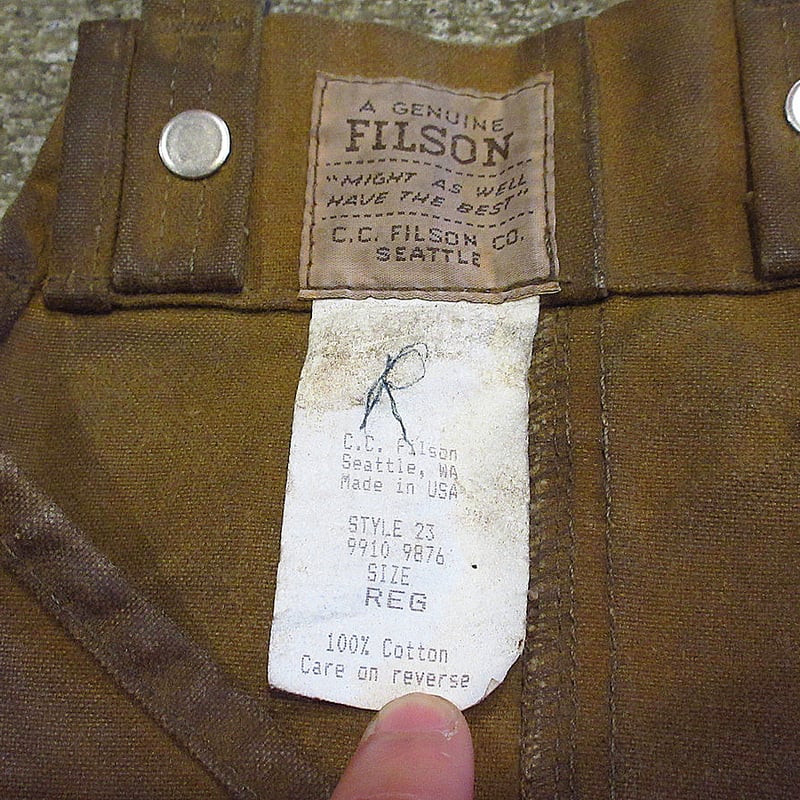 A GENUINE
FILSON
"MIGHT AS WELL
HAVE THE BEST"
C.C. FILSON CO.
SEATTLE
R
C.C. Filson
Seattle, WA
Made in USA
STYLE 23
9910 9876
SIZE
REG
100% Cotton
Care on reverse